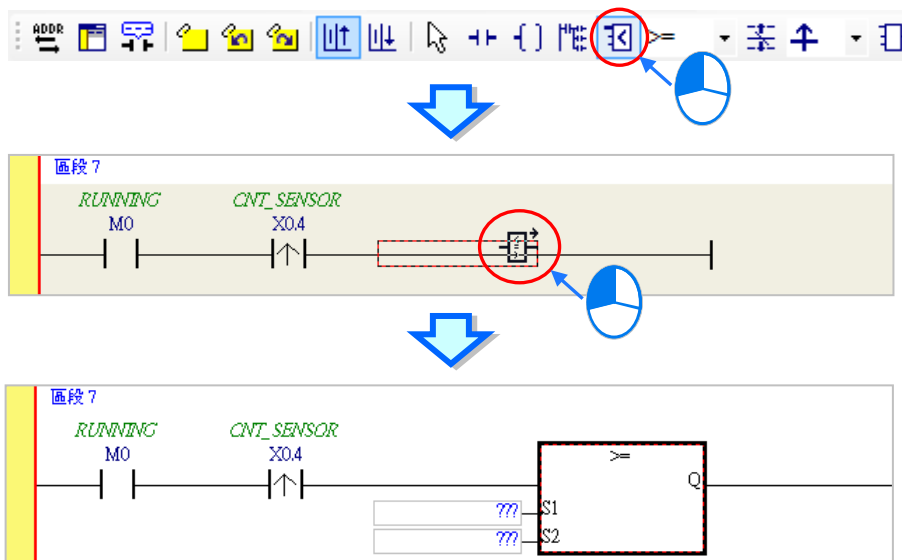 ADDR
>=
區段 7
RUNNING CNT_SENSOR
M0 X0.4
區段 7
RUNNING CNT_SENSOR
M0 X0.4
>=
Q
??? S1
??? S2